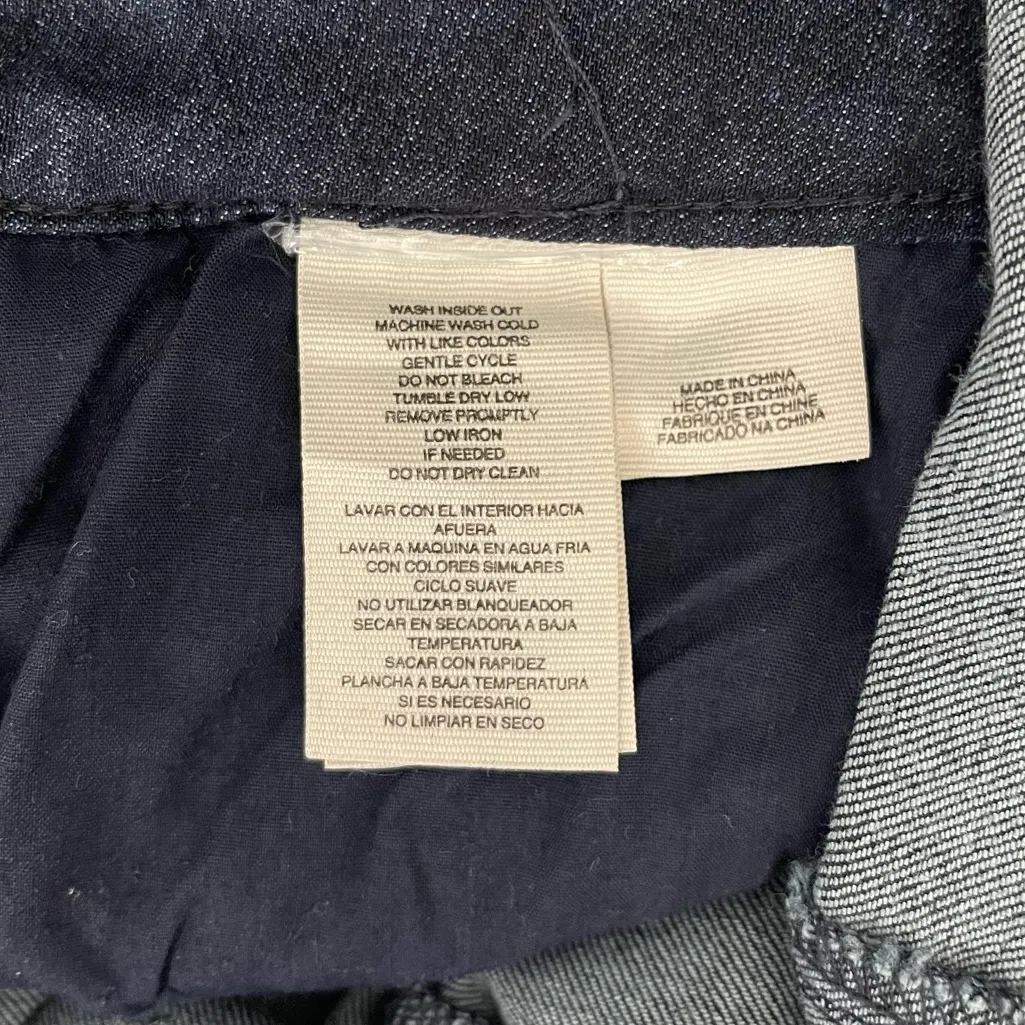 WASH INSIDE OUT
MACHINE WASH COLD
WITH LIKE COLORS
GENTLE CYCLE
DO NOT BLEACH
TUMBLE DRY LOW
REMOVE PROMPTLY
LOW IRON
IF NEEDED
DO NOT DRY CLEAN
LAVAR CON EL INTERIOR HACIA
AFUERA
LAVAR A MAQUINA EN AGUA FRIA
CON COLORES SIMILARES
CICLO SUAVE
NO UTILIZAR BLANQUEADOR
SECAR EN SECADORA A BAJA
TEMPERATURA
SACAR CON RAPIDEZ
PLANCHA A BAJA TEMPERATURA
SI ES NECESARIO
NO LIMPIAR EN SECO
MADE IN CHINA
HECHO EN CHINA
FABRIQUE EN CHINE
FABRICADO NA CHINA